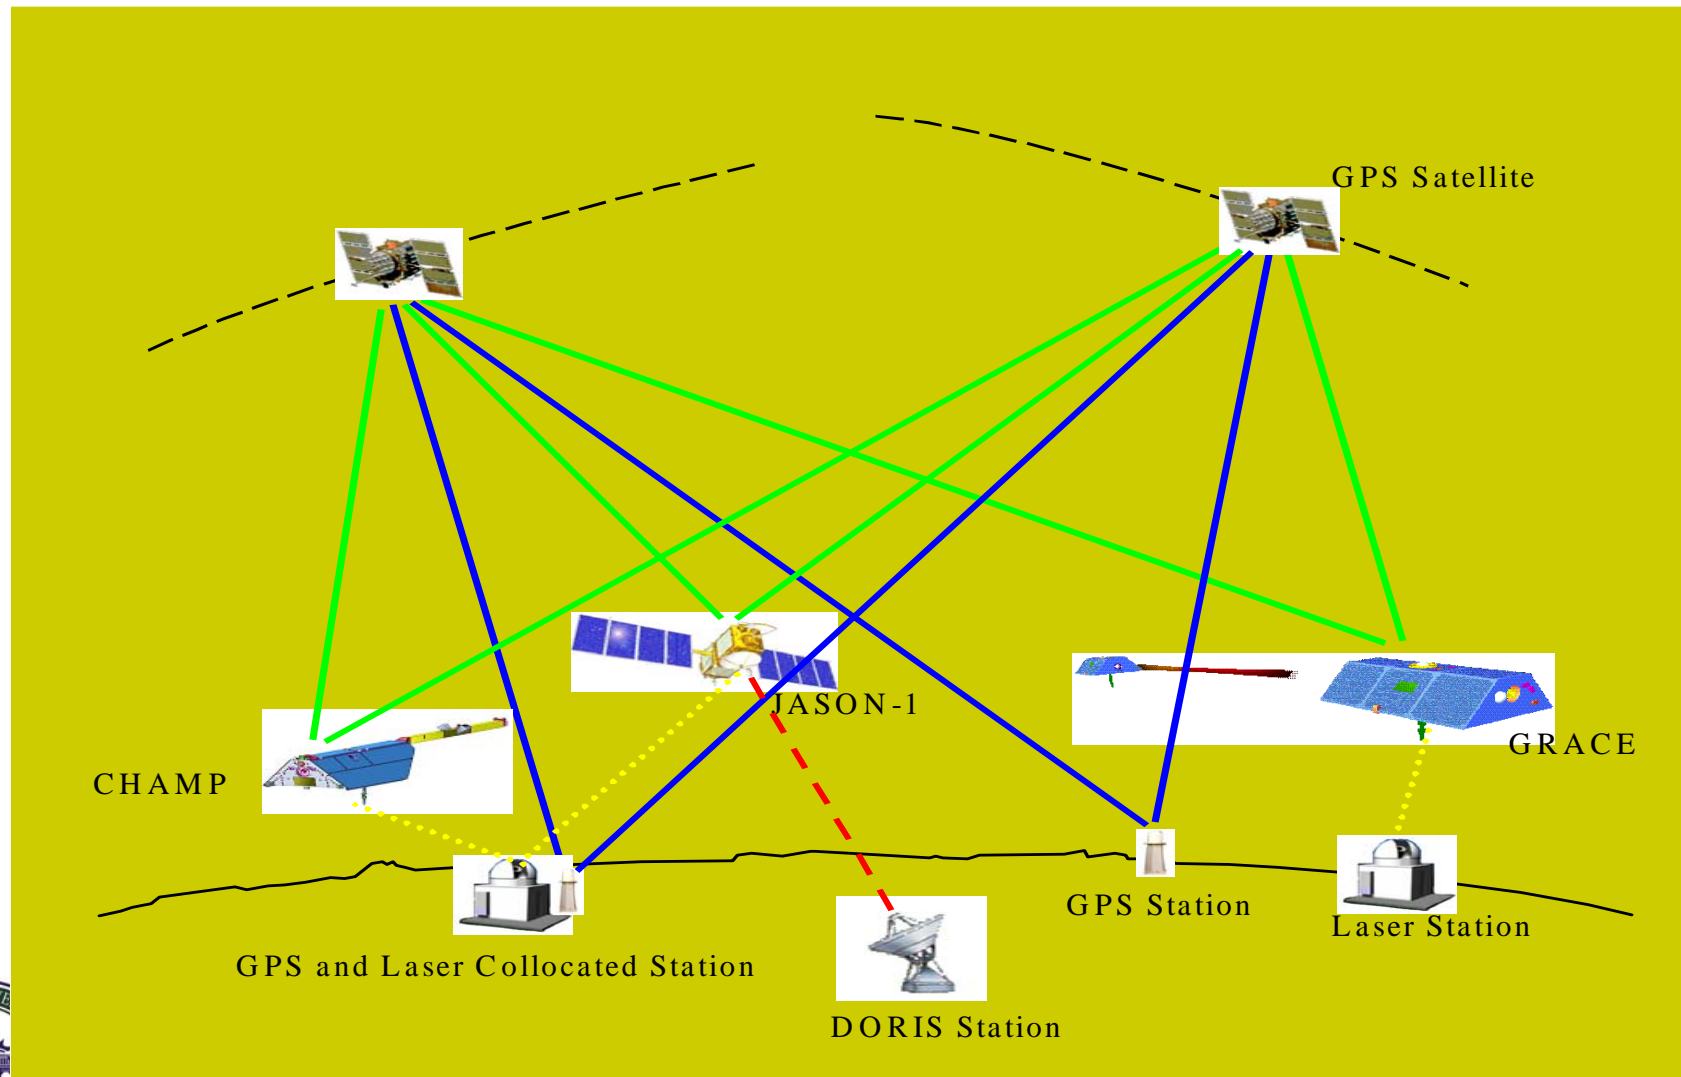 GPS Satellite
JASON-1
GRACE
CHAMP
GPS Station
Laser Station
GPS and Laser Collocated Station
DORIS Station